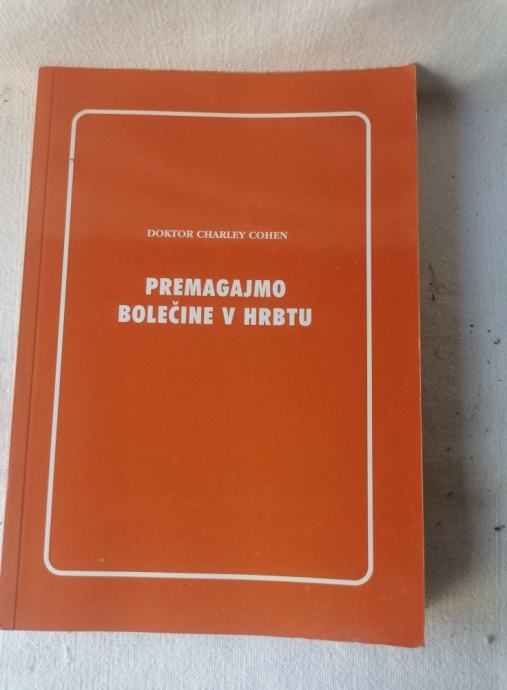 DOKTOR CHARLEY COHEN
PREMAGAJMO
BOLEČINE V HRBTU